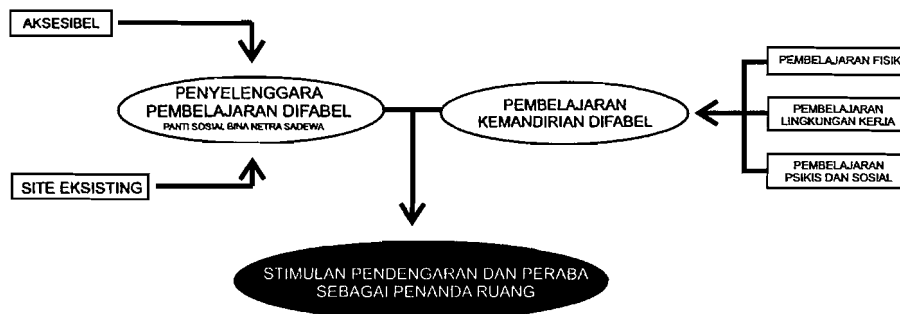 AKSESIBEL
PENYELENGGARA
PEMBELAJARAN DIFABEL
PANTI SOSIAL BINA NETRA SADEWA
SITE EKSISTING
PEMBELAJARAN
KEMANDIRIAN DIFABEL
PEMBELAJARAN FISIK
PEMBELAJARAN
LINGKUNGAN KERJA
PEMBELAJARAN
PSIKIS DAN SOSIAL
STIMULAN PENDENGARAN DAN PERABA
SEBAGAI PENANDA RUANG